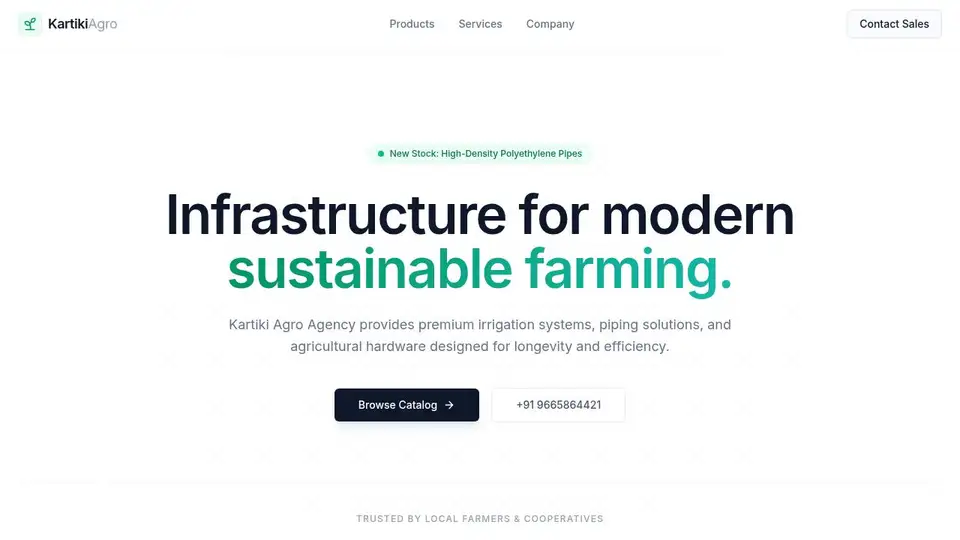 KartikiAgro
Products
Services
Company
Contact Sales
New Stock: High-Density Polyethylene Pipes
Infrastructure for modern
sustainable farming.
Kartiki Agro Agency provides premium irrigation systems, piping solutions, and
agricultural hardware designed for longevity and efficiency.
Browse Catalog →
+91 9665864421
TRUSTED BY LOCAL FARMERS & COOPERATIVES